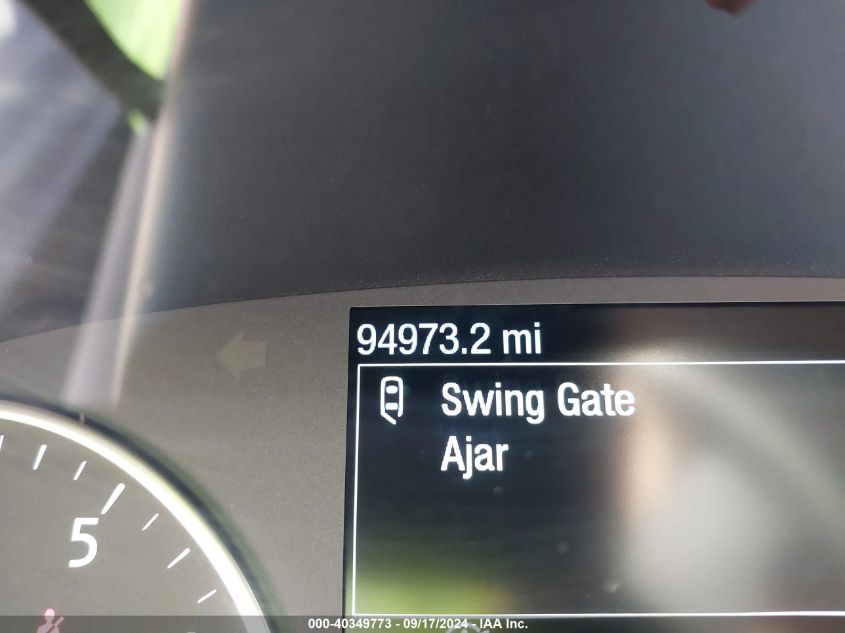 94973.2 mi
Swing Gate
Ajar
5
000-40349773 - 09/17/2024 - IAA Inc.